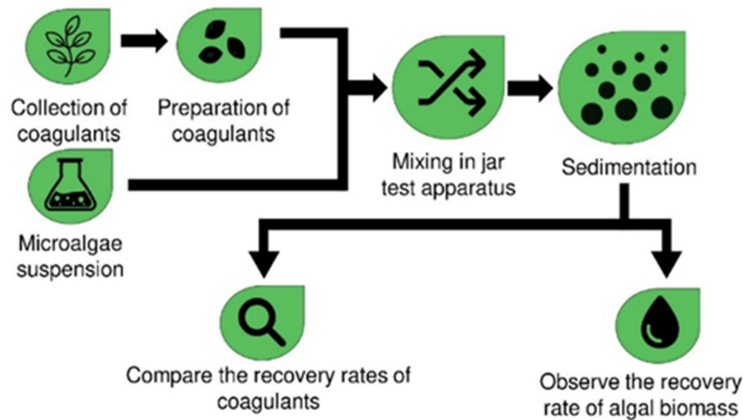 Collection of
coagulants
Preparation of
coagulants
Mixing in jar
test apparatus
Sedimentation
Microalgae
suspension
Compare the recovery rates of
coagulants
Observe the recovery
rate of algal biomass